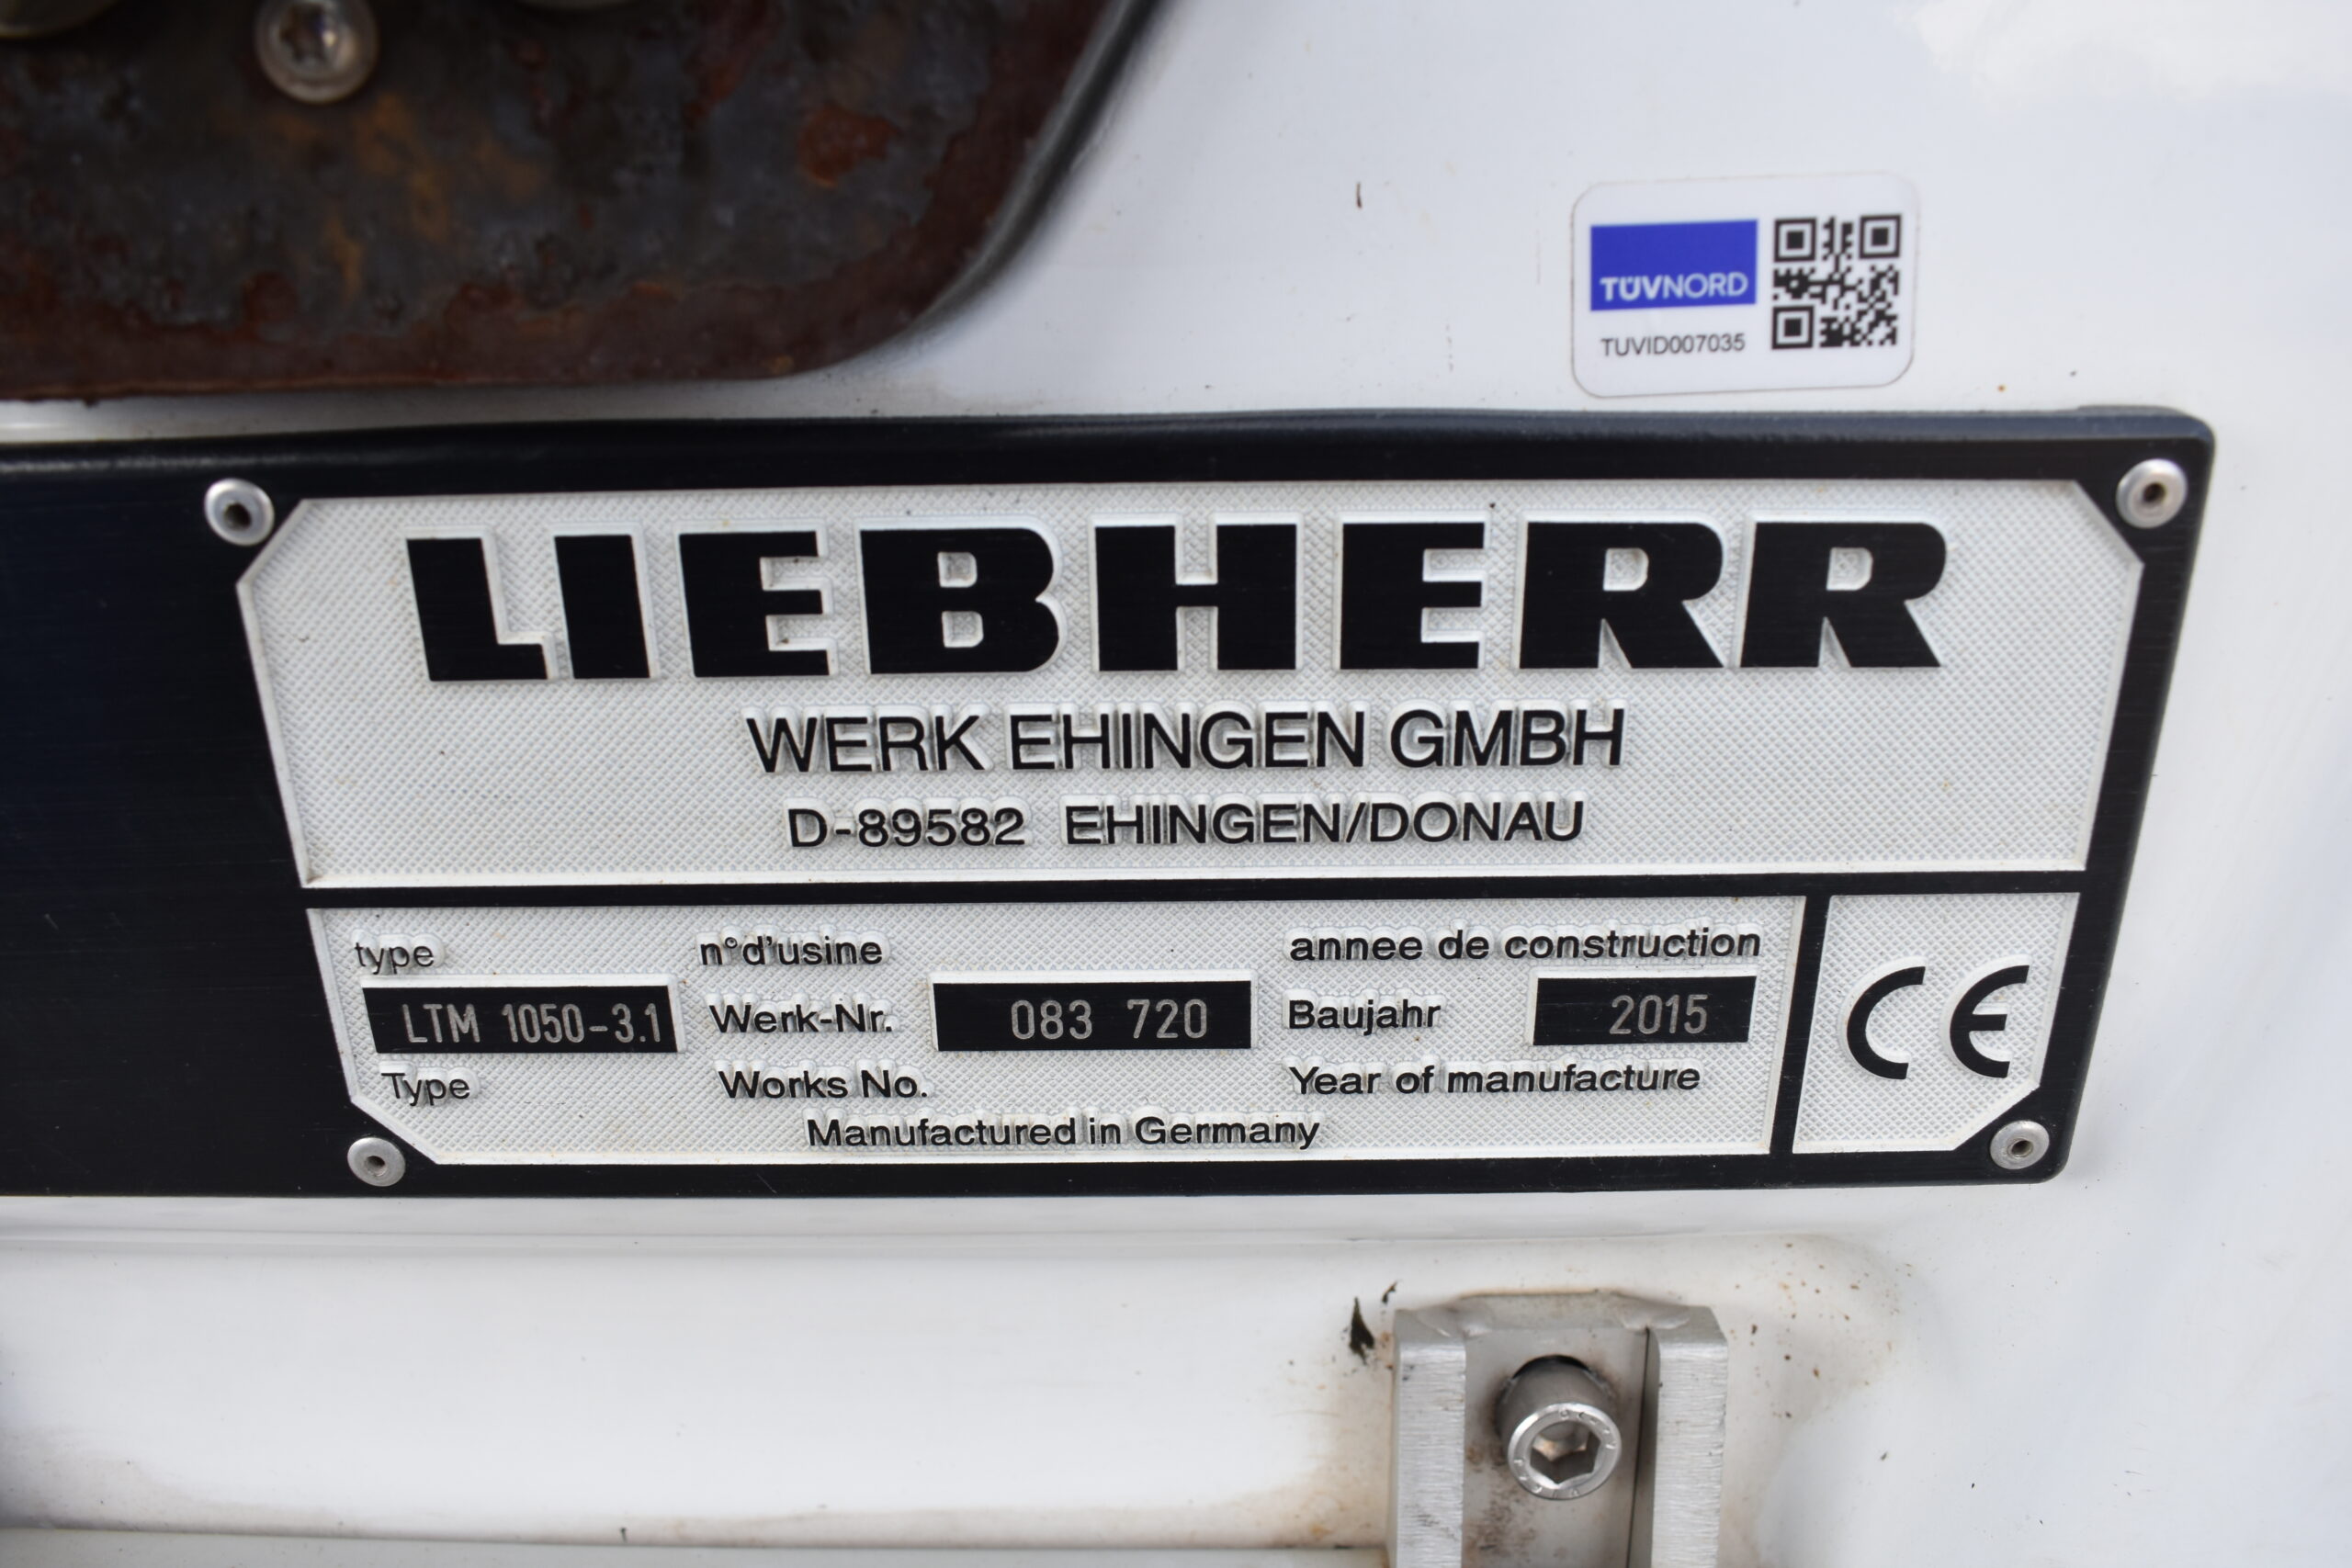 TÜVNORD
TUVID007035
LIEBHERR
WERK EHINGEN GMBH
D-89582 EHINGEN/DONAU
type n°d'usine annee de construction
LTM 1050-3.1 Werk-Nr. 083 720 Baujahr 2015
Type Works No. Year of manufacture
Manufactured in Germany
CE